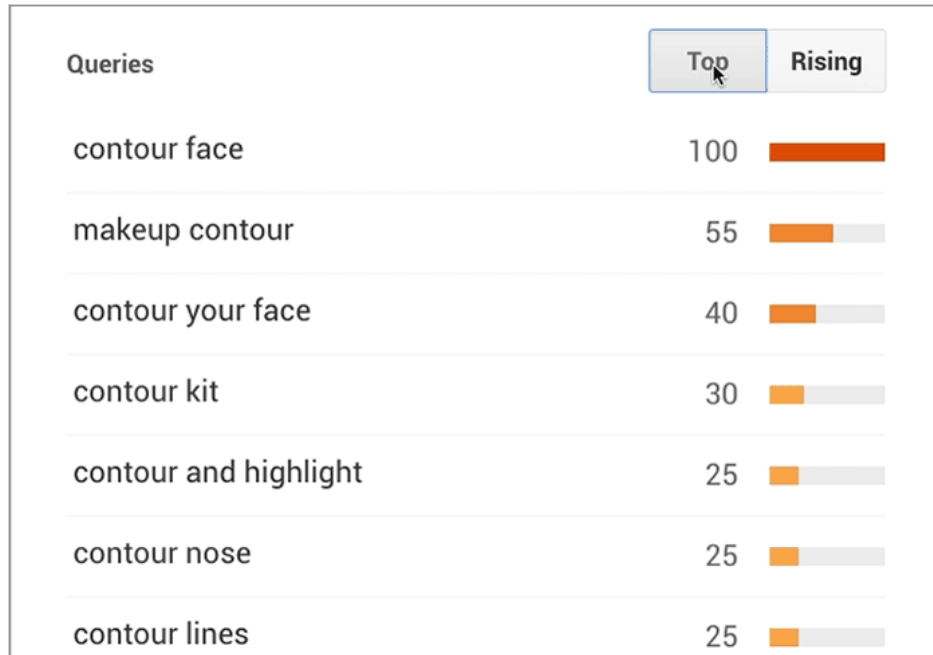 Queries Top Rising
contour face 100
makeup contour 55
contour your face 40
contour kit 30
contour and highlight 25
contour nose 25
contour lines 25